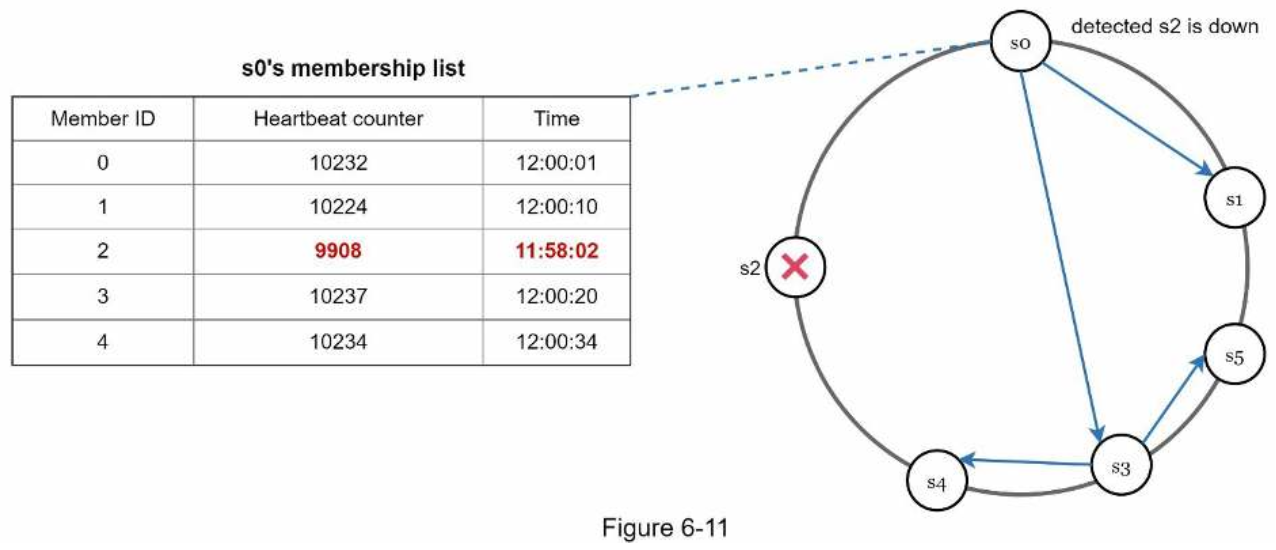 s0's membership list
Member ID Heartbeat counter Time
0 10232 12:00:01
1 10224 12:00:10
2 9908 11:58:02
3 10237 12:00:20
4 10234 12:00:34
detected s2 is down
s0
s1
s2
s5
s3
s4
Figure 6-11